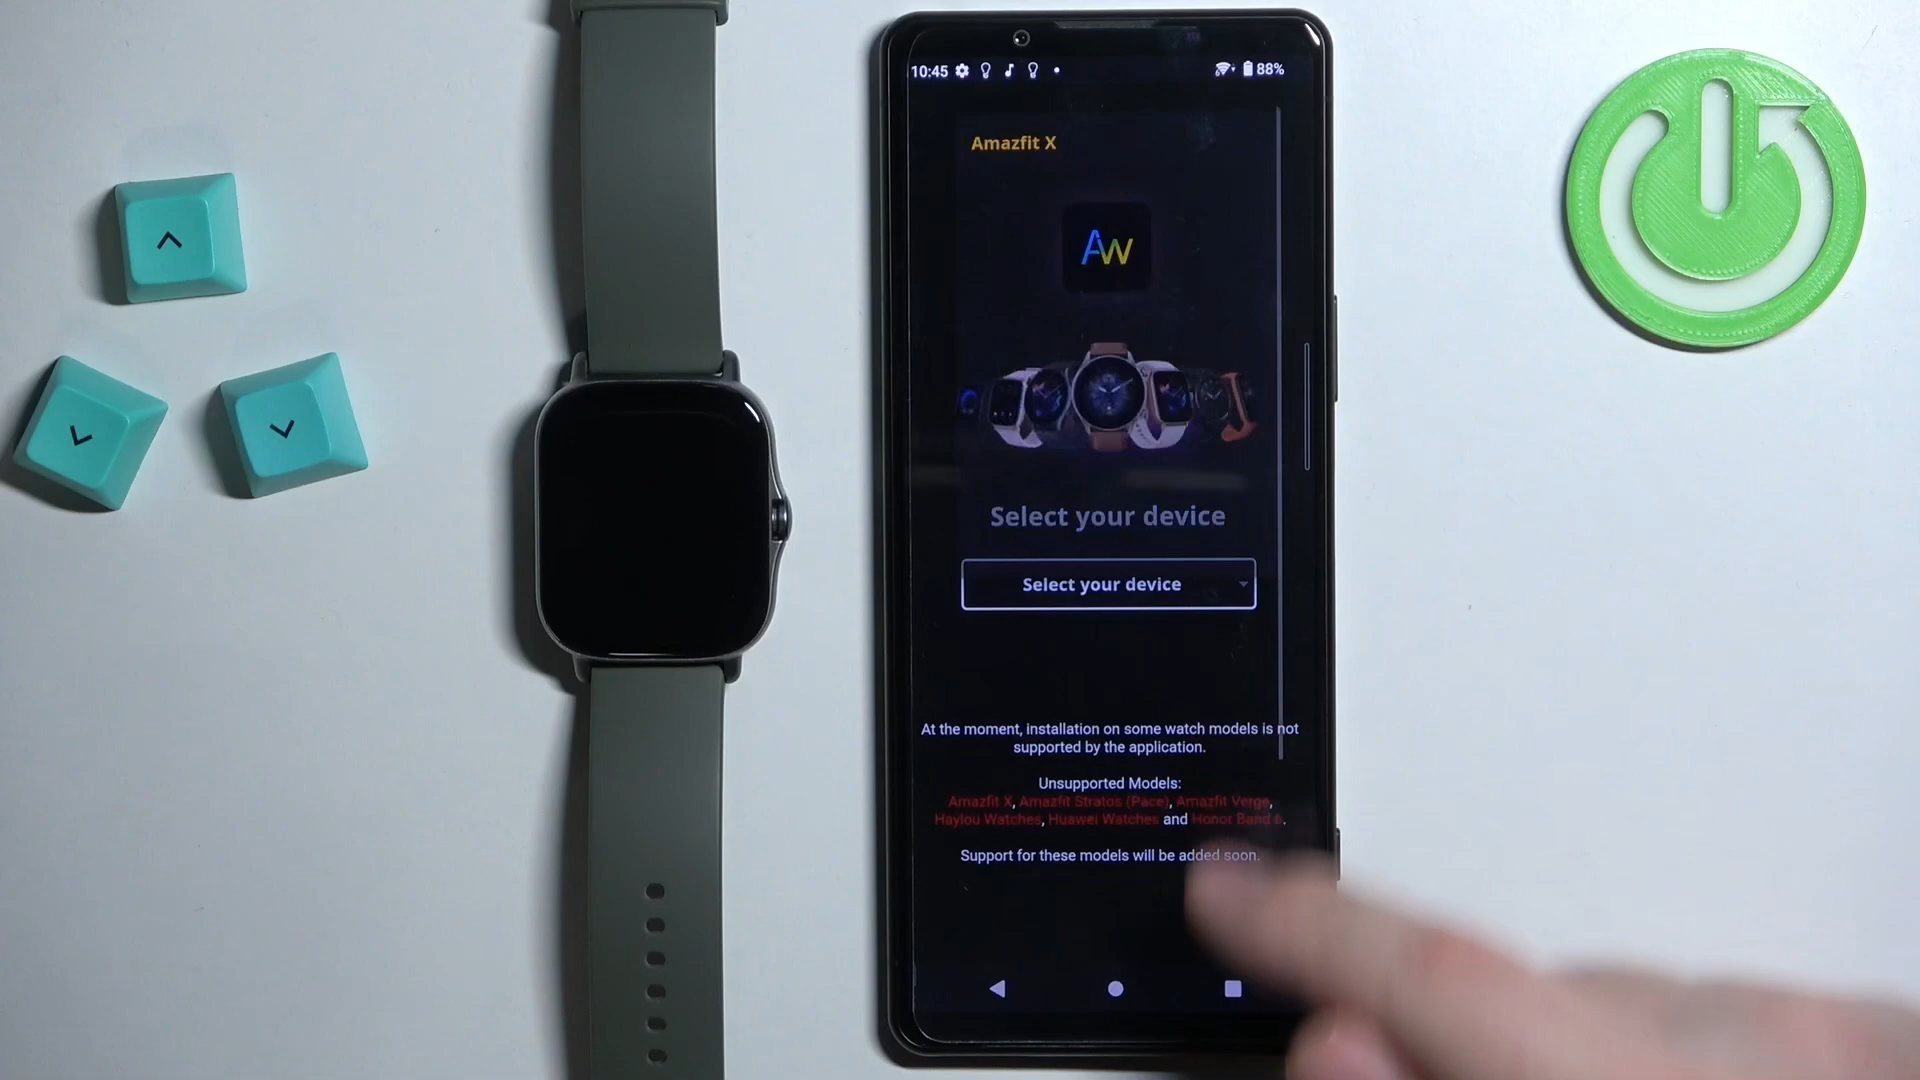 10:45
88%
Amazfit X
AW
Select your device
Select your device
At the moment, installation on some watch models is not
supported by the application.
Unsupported Models:
Amazfit X, Amazfit Stratos (Pace), Amazfit Verge,
Haylou Watches, Huawei Watches and Honor Band 6.
Support for these models will be added soon.